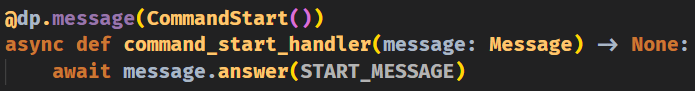 @dp.message(CommandStart())
async def command_start_handler(message: Message) -> None:
    await message.answer(START_MESSAGE)